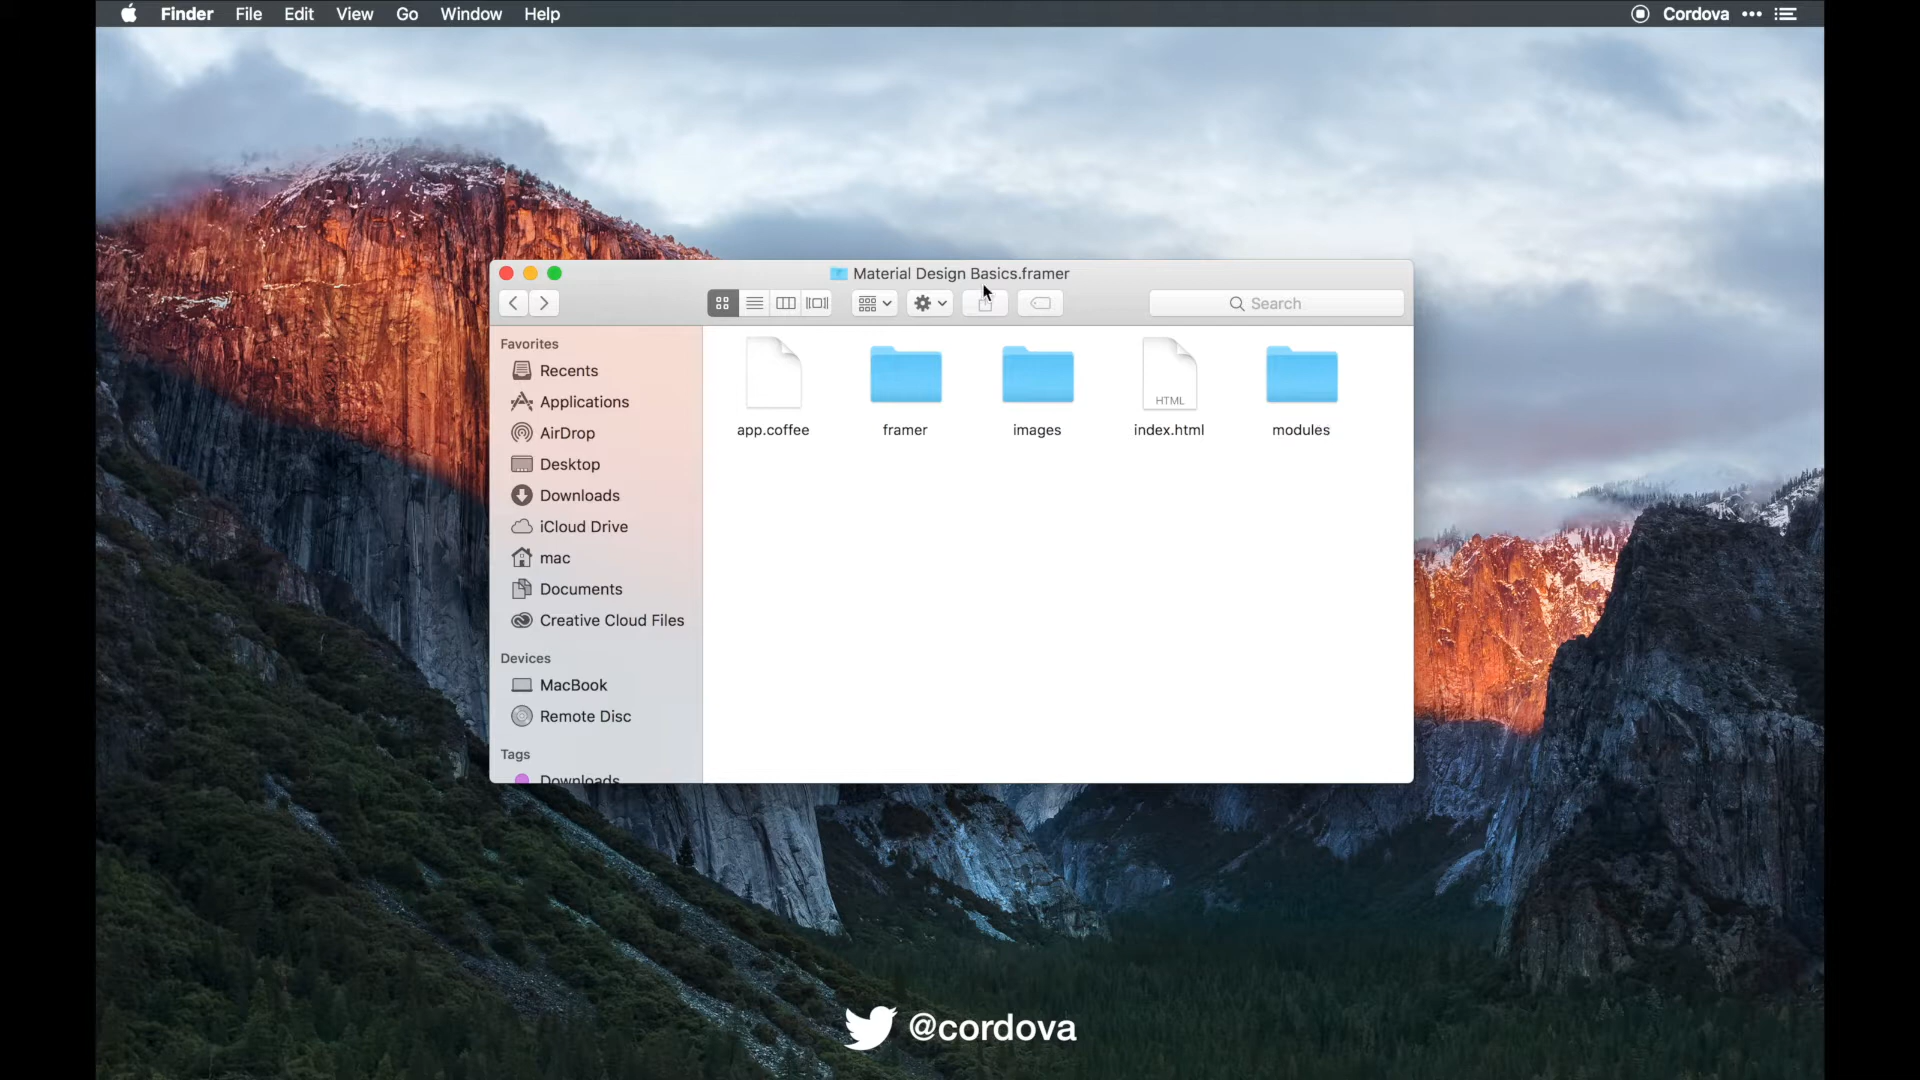 Finder File Edit View Go Window Help Cordova
Material Design Basics.framer
Search
Favorites
Recents
Applications
AirDrop
Desktop
Downloads
iCloud Drive
mac
Documents
Creative Cloud Files
Devices
MacBook
Remote Disc
Tags
Downloads
HTML
app.coffee framer images index.html modules
@cordova